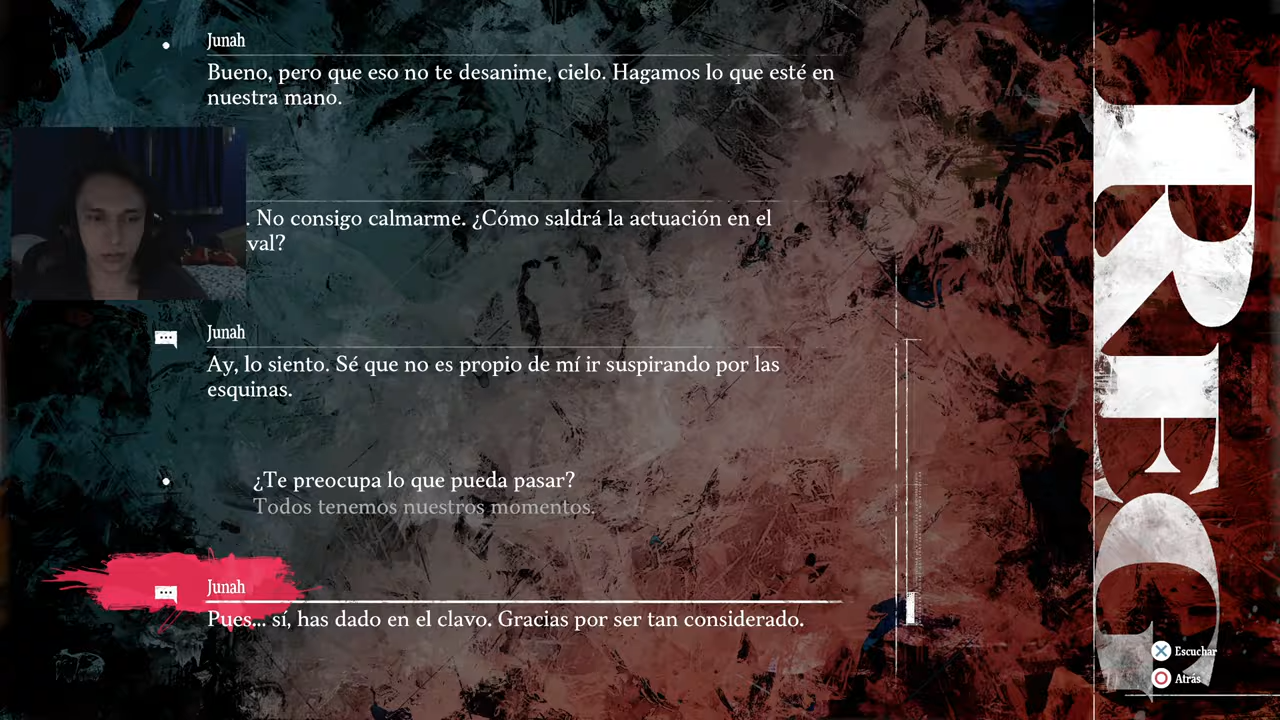 Junah
Bueno, pero que eso no te desanime, cielo. Hagamos lo que esté en
nuestra mano.
. No consigo calmarme. ¿Cómo saldrá la actuación en el
val?
Junah
Ay, lo siento. Sé que no es propio de mí ir suspirando por las
esquinas.
¿Te preocupa lo que pueda pasar?
Todos tenemos nuestros momentos.
Junah
Pues... sí, has dado en el clavo. Gracias por ser tan considerado.
Escuchar
Atrás